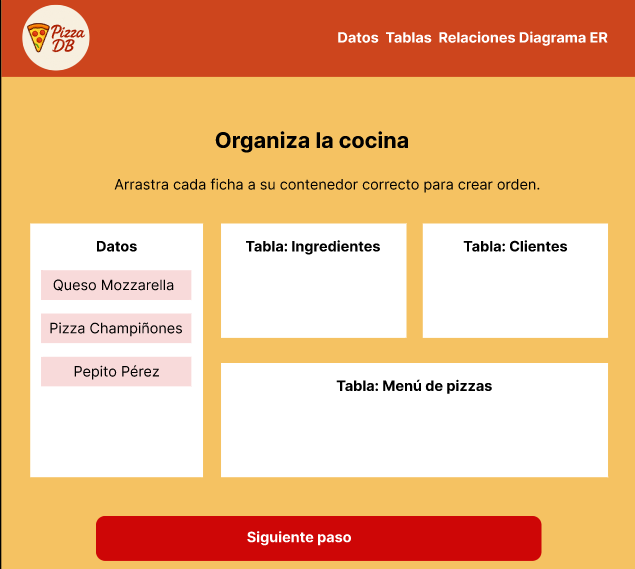 Pizza
DB
Datos Tablas Relaciones Diagrama ER
Organiza la cocina
Arrastra cada ficha a su contenedor correcto para crear orden.
Datos
Queso Mozzarella
Pizza Champiñones
Pepito Pérez
Tabla: Ingredientes
Tabla: Clientes
Tabla: Menú de pizzas
Siguiente paso